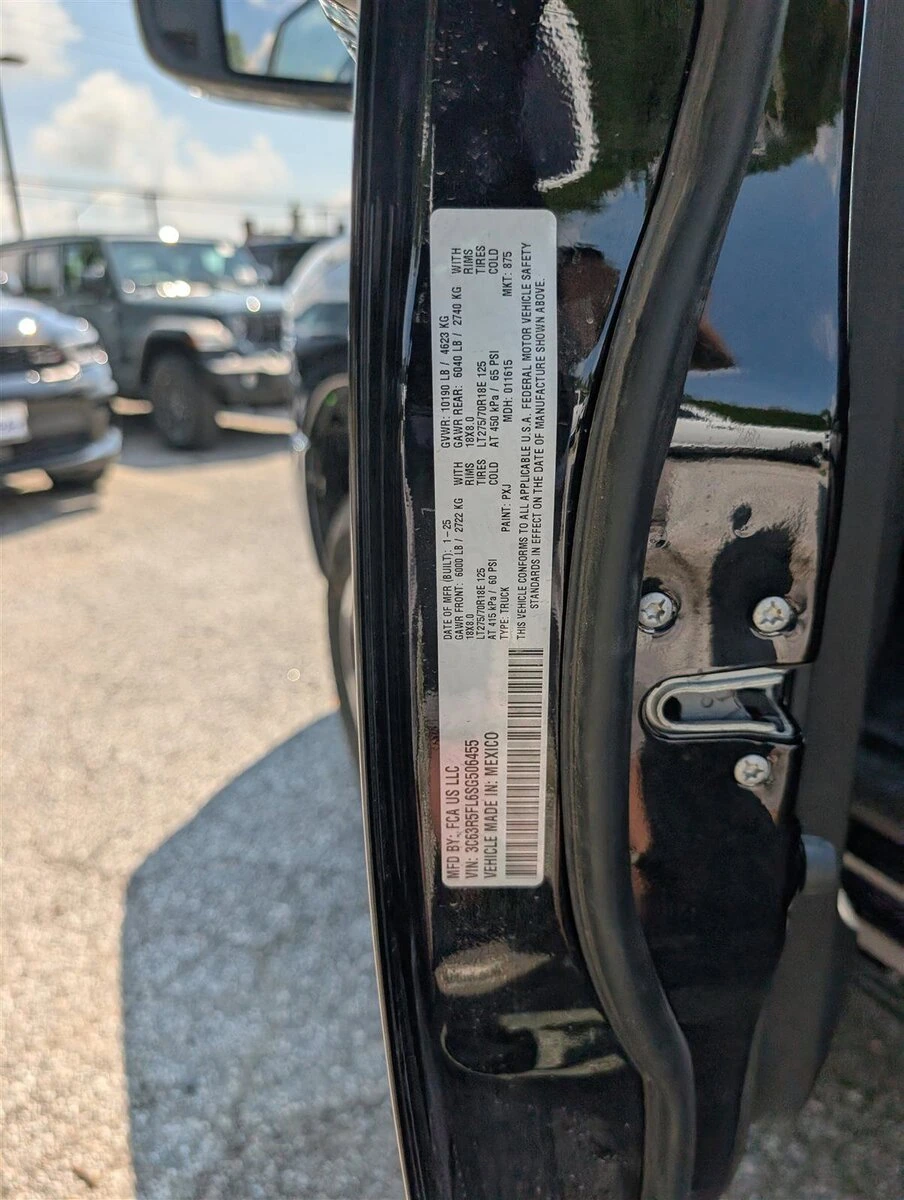 MFD BY: FCA US LLC
VIN: 3C63R5FL6SG506455
VEHICLE MADE IN: MEXICO
DATE OF MFR (BUILT): 1-25 GVWR: 10190 LB / 4623 KG
GAWR FRONT: 6000 LB / 2722 KG WITH GAWR REAR: 6040 LB / 2740 KG WITH
18X8.0 RIMS 18X8.0 RIMS
LT275/70R18E 125 TIRES LT275/70R18E 125 TIRES
AT 415 kPa / 60 PSI COLD AT 450 kPa / 65 PSI COLD
TYPE: TRUCK PAINT: PXJ MDH: 011615 MKT: 875
THIS VEHICLE CONFORMS TO ALL APPLICABLE U.S.A. FEDERAL MOTOR VEHICLE SAFETY
STANDARDS IN EFFECT ON THE DATE OF MANUFACTURE SHOWN ABOVE.